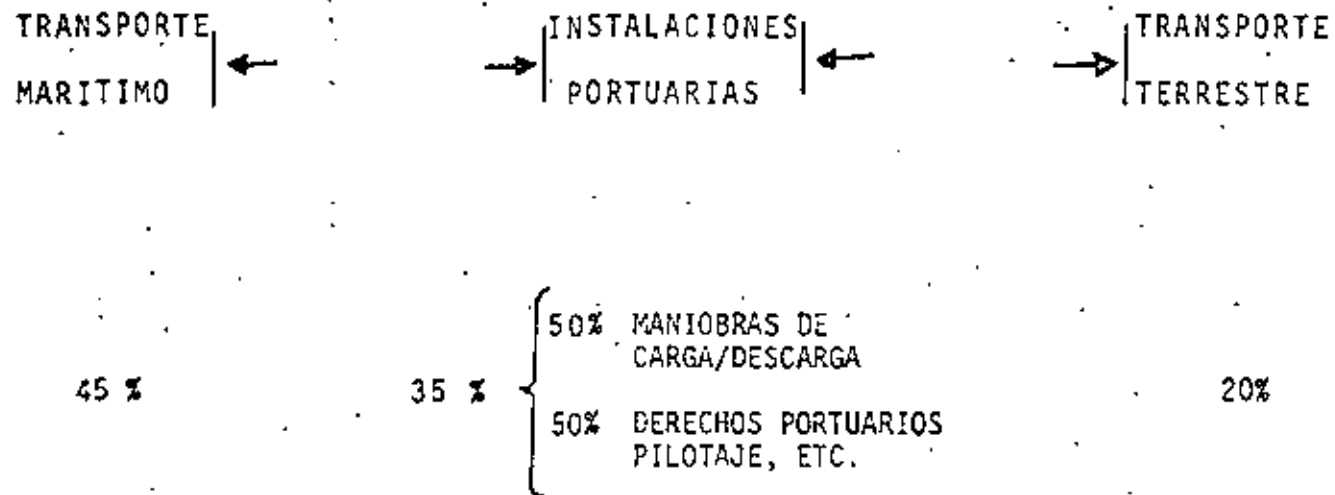 TRANSPORTE INSTALACIONES TRANSPORTE
MARITIMO PORTUARIAS TERRESTRE
50% MANIOBRAS DE
CARGA/DESCARGA
45 % 35 % 20%
50% DERECHOS PORTUARIOS
PILOTAJE, ETC.